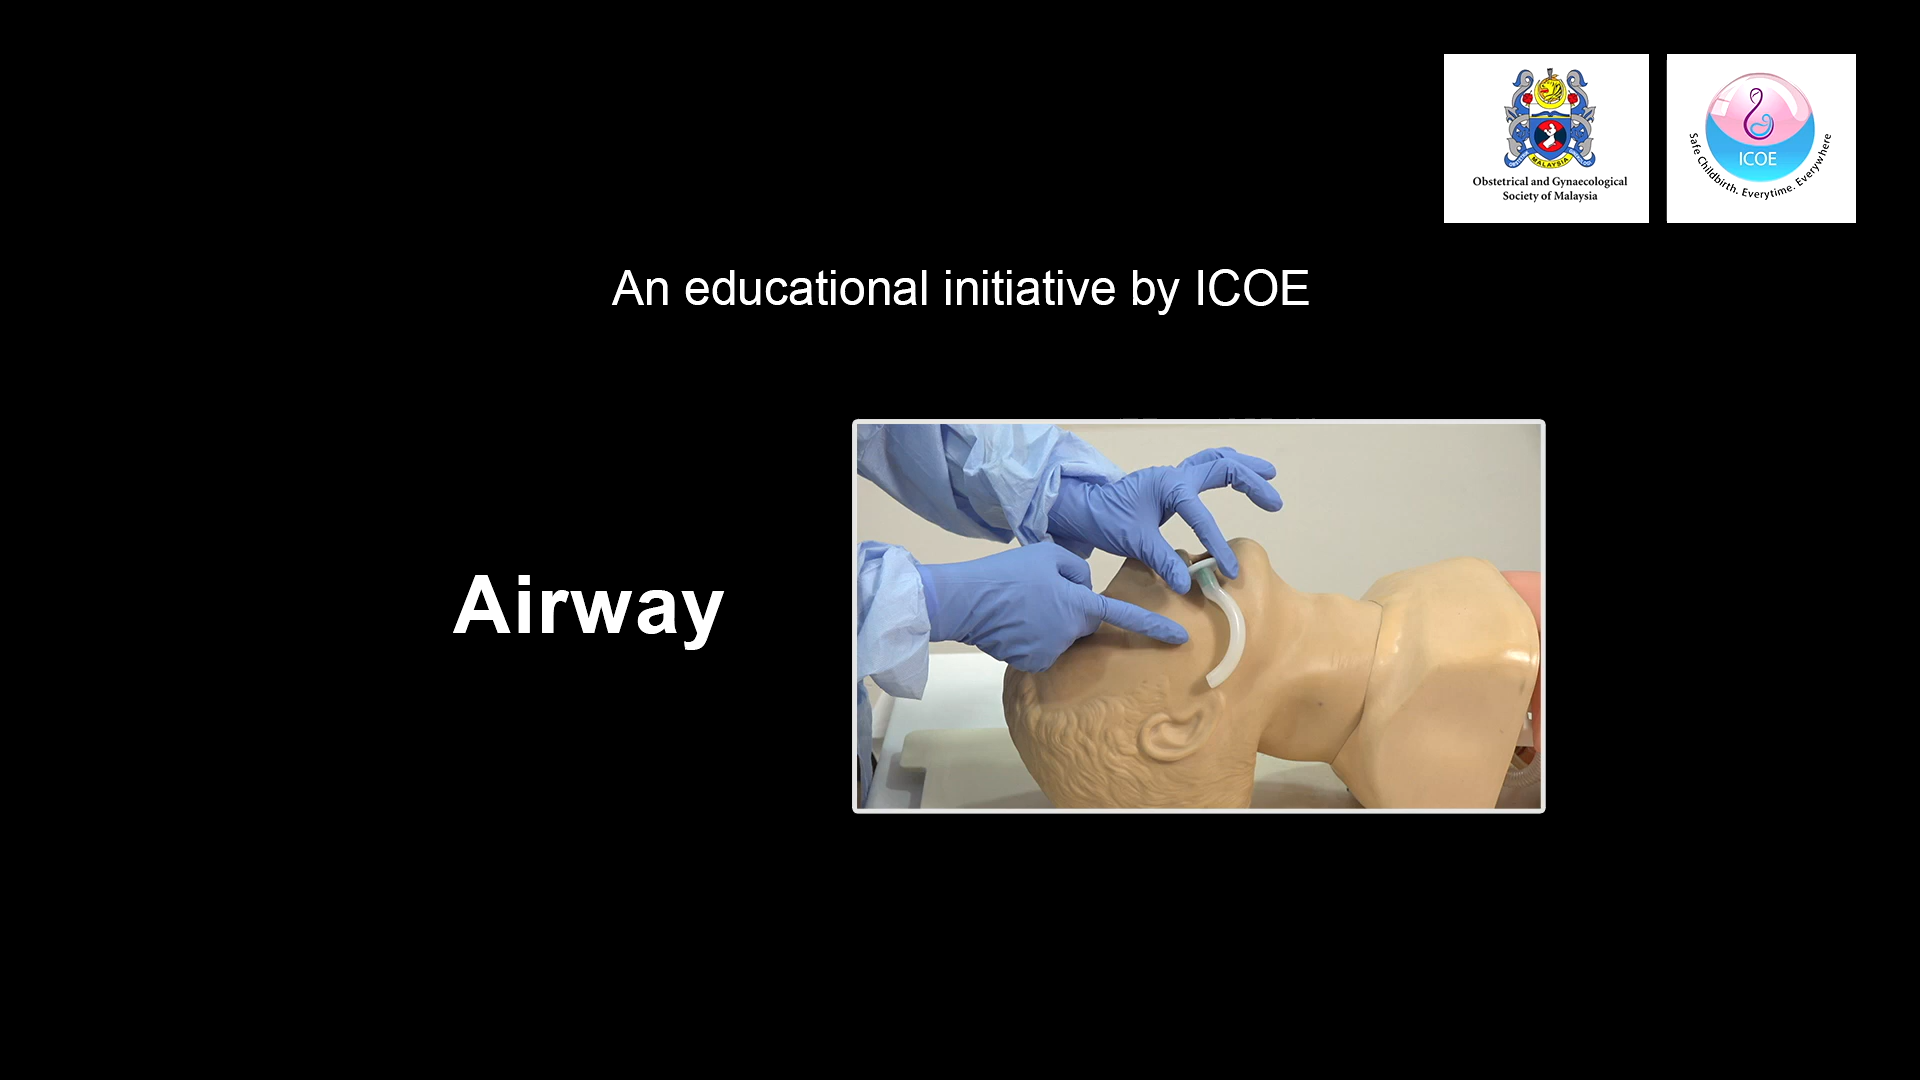 MALAYSIA
Obstetrical and Gynaecological
Society of Malaysia
ICOE
Safe Childbirth. Everytime. Everywhere
An educational initiative by ICOE
Airway